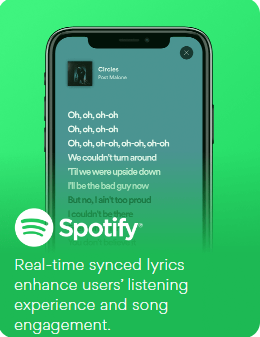 Circles
Post Malone
Oh, oh, oh-oh
Oh, oh, oh-oh
Oh, oh, oh-oh, oh-oh, oh-oh
We couldn't turn around
'Til we were upside down
I'll be the bad guy now
But no, I ain't too proud
I couldn't be there
Spotify®
Real-time synced lyrics
enhance users' listening
experience and song
engagement.